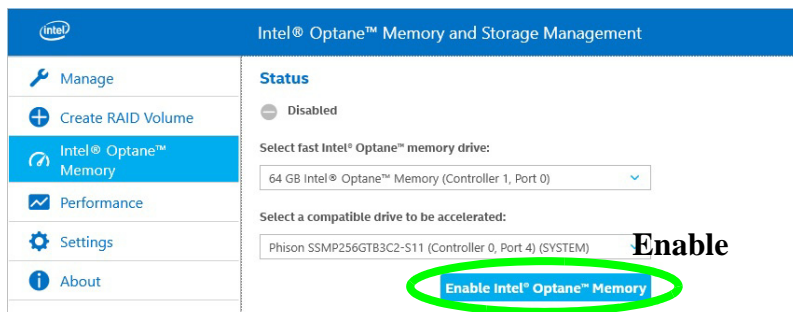 intel
Intel® Optane™ Memory and Storage Management
Manage
Create RAID Volume
Intel® Optane™
Memory
Performance
Settings
About
Status
Disabled
Select fast Intel® Optane™ memory drive:
64 GB Intel® Optane™ Memory (Controller 1, Port 0)
Select a compatible drive to be accelerated:
Phison SSMP256GTB3C2-S11 (Controller 0, Port 4) (SYSTEM)
Enable
Enable Intel® Optane™ Memory